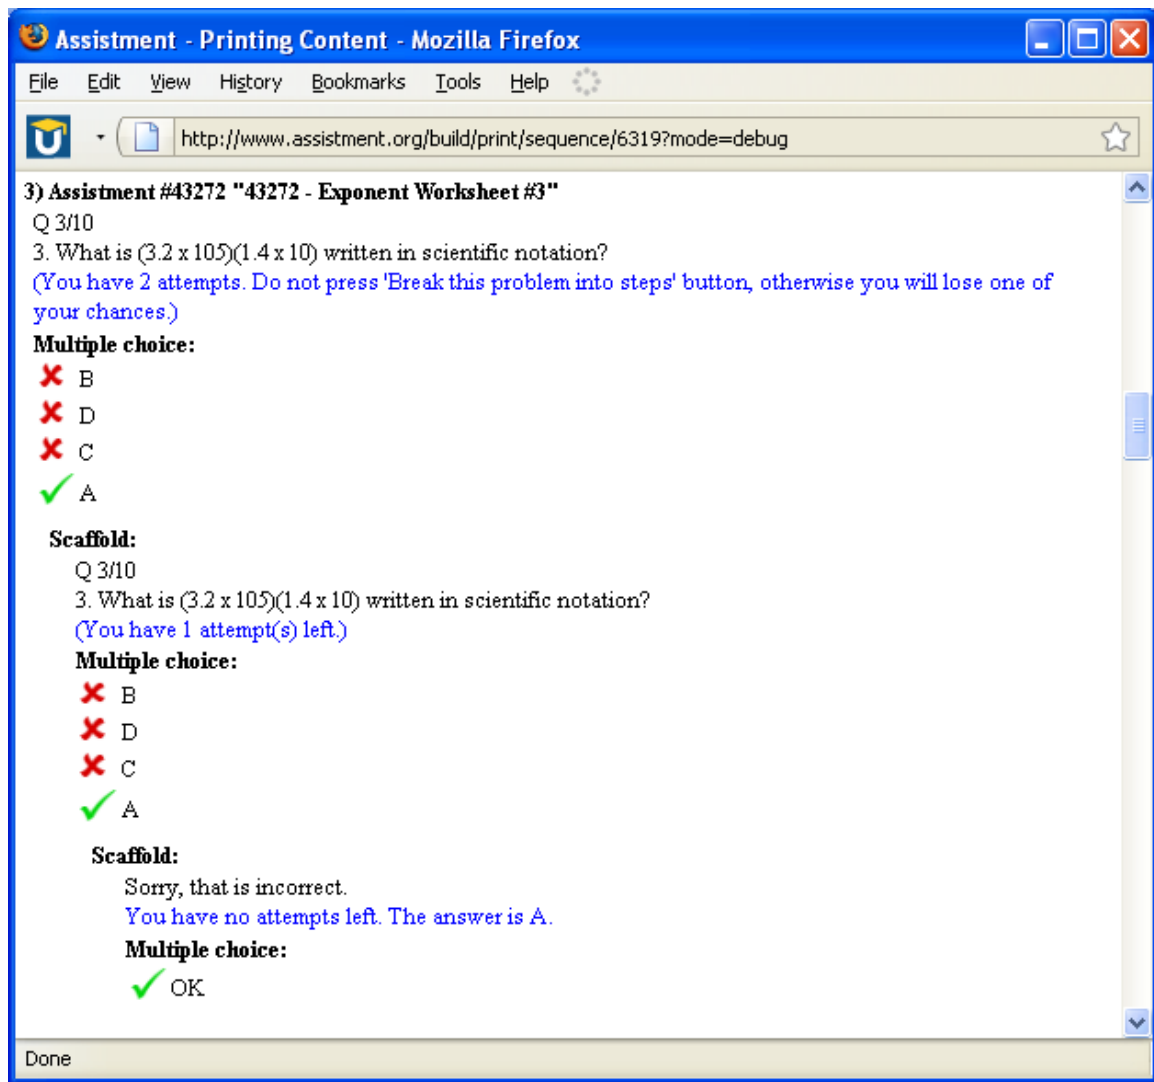 Assistment - Printing Content - Mozilla Firefox
File Edit View History Bookmarks Tools Help
http://www.assistment.org/build/print/sequence/6319?mode=debug
3) Assistment #43272 "43272 - Exponent Worksheet #3"
Q 3/10
3. What is (3.2 x 105)(1.4 x 10) written in scientific notation?
(You have 2 attempts. Do not press 'Break this problem into steps' button, otherwise you will lose one of
your chances.)
Multiple choice:
B
D
C
A
Scaffold:
Q 3/10
3. What is (3.2 x 105)(1.4 x 10) written in scientific notation?
(You have 1 attempt(s) left.)
Multiple choice:
B
D
C
A
Scaffold:
Sorry, that is incorrect.
You have no attempts left. The answer is A.
Multiple choice:
OK
Done